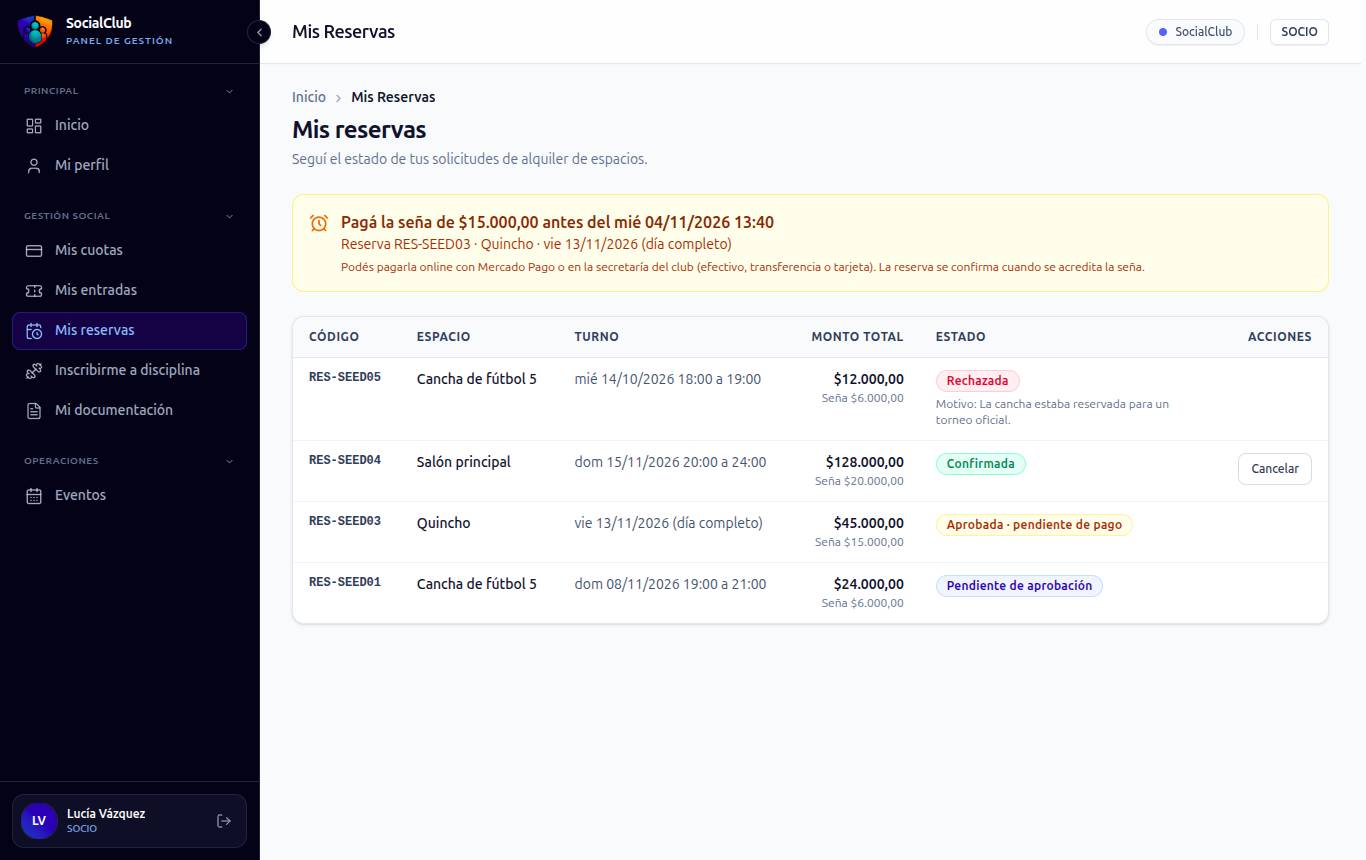 SocialClub
PANEL DE GESTIÓN
PRINCIPAL
Inicio
Mi perfil
GESTIÓN SOCIAL
Mis cuotas
Mis entradas
Mis reservas
Inscribirme a disciplina
Mi documentación
OPERACIONES
Eventos
LV
Lucía Vázquez
SOCIO
Mis Reservas
SocialClub
SOCIO
Inicio › Mis Reservas
Mis reservas
Seguí el estado de tus solicitudes de alquiler de espacios.
Pagá la seña de $15.000,00 antes del mié 04/11/2026 13:40
Reserva RES-SEED03 · Quincho · vie 13/11/2026 (día completo)
Podés pagarla online con Mercado Pago o en la secretaría del club (efectivo, transferencia o tarjeta). La reserva se confirma cuando se acredita la seña.
CÓDIGO ESPACIO TURNO MONTO TOTAL ESTADO ACCIONES
RES-SEED05 Cancha de fútbol 5 mié 14/10/2026 18:00 a 19:00 $12.000,00 Rechazada
Seña $6.000,00 Motivo: La cancha estaba reservada para un
torneo oficial.
RES-SEED04 Salón principal dom 15/11/2026 20:00 a 24:00 $128.000,00 Confirmada Cancelar
Seña $20.000,00
RES-SEED03 Quincho vie 13/11/2026 (día completo) $45.000,00 Aprobada · pendiente de pago
Seña $15.000,00
RES-SEED01 Cancha de fútbol 5 dom 08/11/2026 19:00 a 21:00 $24.000,00 Pendiente de aprobación
Seña $6.000,00